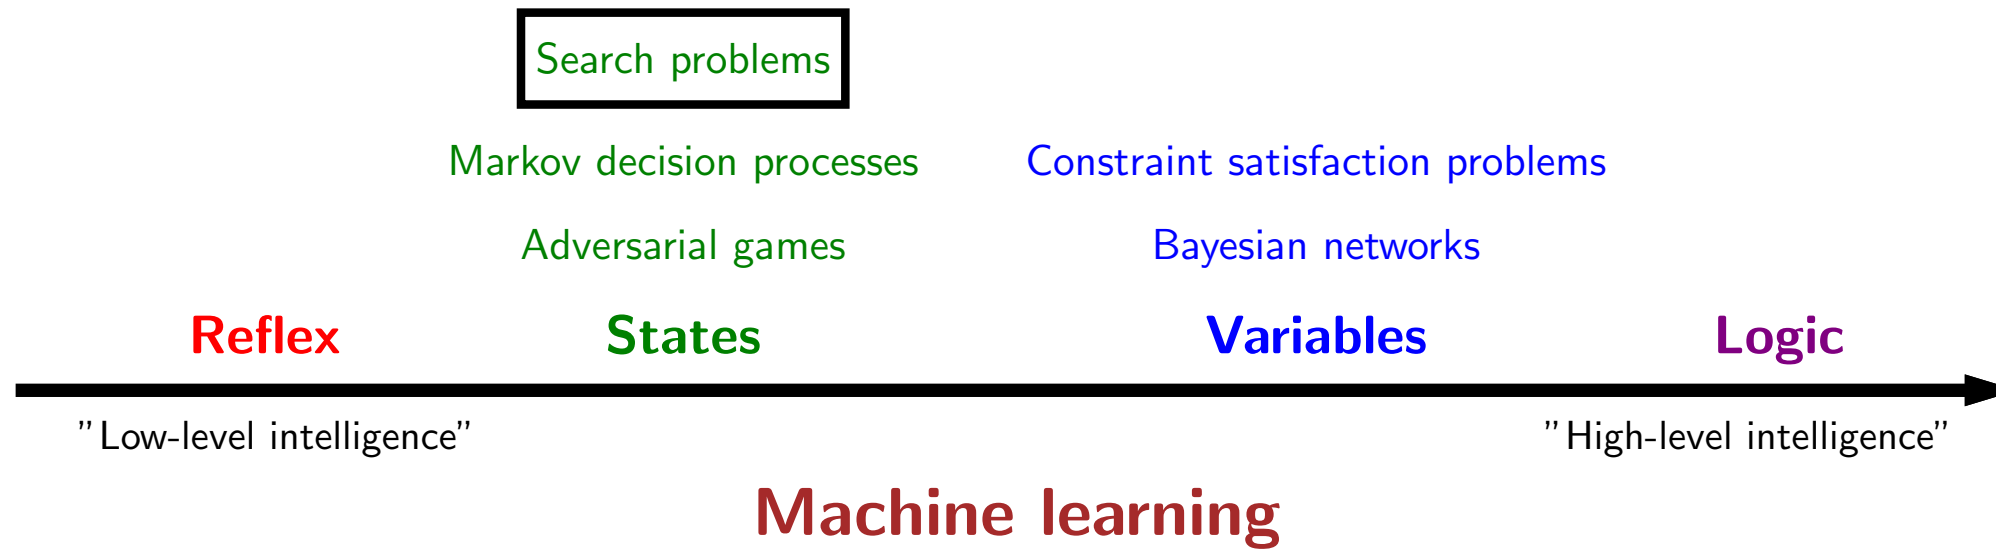 Search problems
Markov decision processes Constraint satisfaction problems
Adversarial games Bayesian networks
Reflex States Variables Logic
"Low-level intelligence" "High-level intelligence"
Machine learning